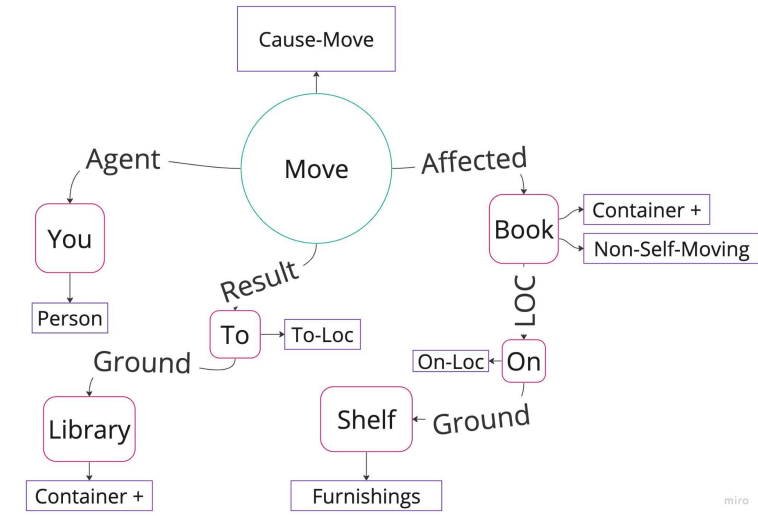 Cause-Move
Move
Agent
Affected
You
Person
Book
Container +
Non-Self-Moving
Result
To
To-Loc
LOC
Ground
Library
Container +
On-Loc
On
Shelf
Ground
Furnishings
miro